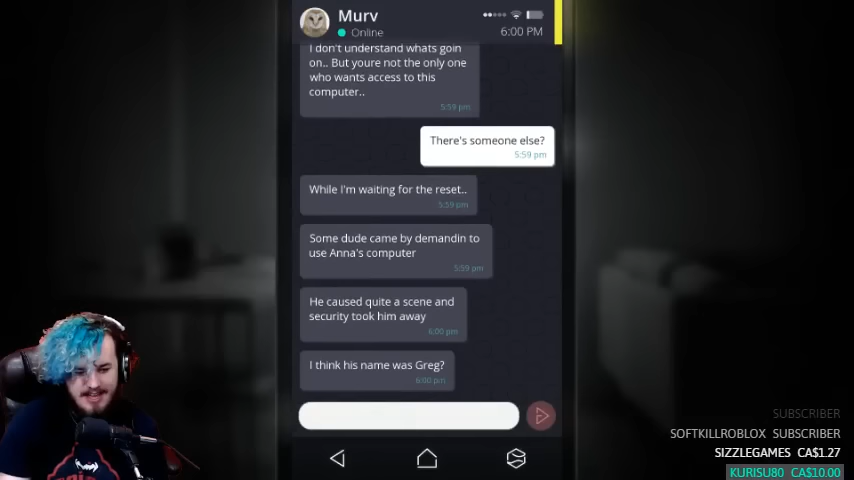 Murv
Online
6:00 PM
I don't understand whats goin
on.. But youre not the only one
who wants access to this
computer..
5:59 pm
There's someone else?
5:59 pm
While I'm waiting for the reset..
5:59 pm
Some dude came by demandin to
use Anna's computer
5:59 pm
He caused quite a scene and
security took him away
6:00 pm
I think his name was Greg?
6:00 pm
SUBSCRIBER
SOFTKILLROBLOX SUBSCRIBER
SIZZLEGAMES CA$1.27
KURISU80 CA$10.00